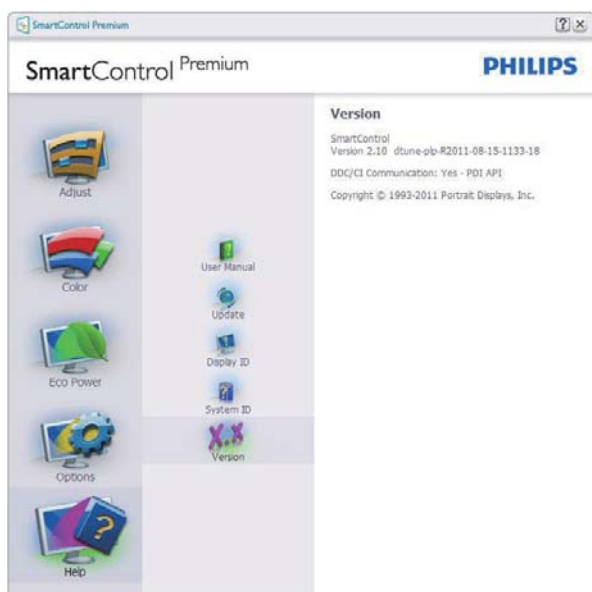 SmartControl Premium
SmartControl Premium
PHILIPS
Adjust
Color
Eco Power
Options
Help
User Manual
Update
Display ID
System ID
X.X
Version
Version
SmartControl
Version 2.10 dtune-plp-R2011-08-15-1133-18
DDC/CI Communication: Yes - PDI API
Copyright © 1993-2011 Portrait Displays, Inc.